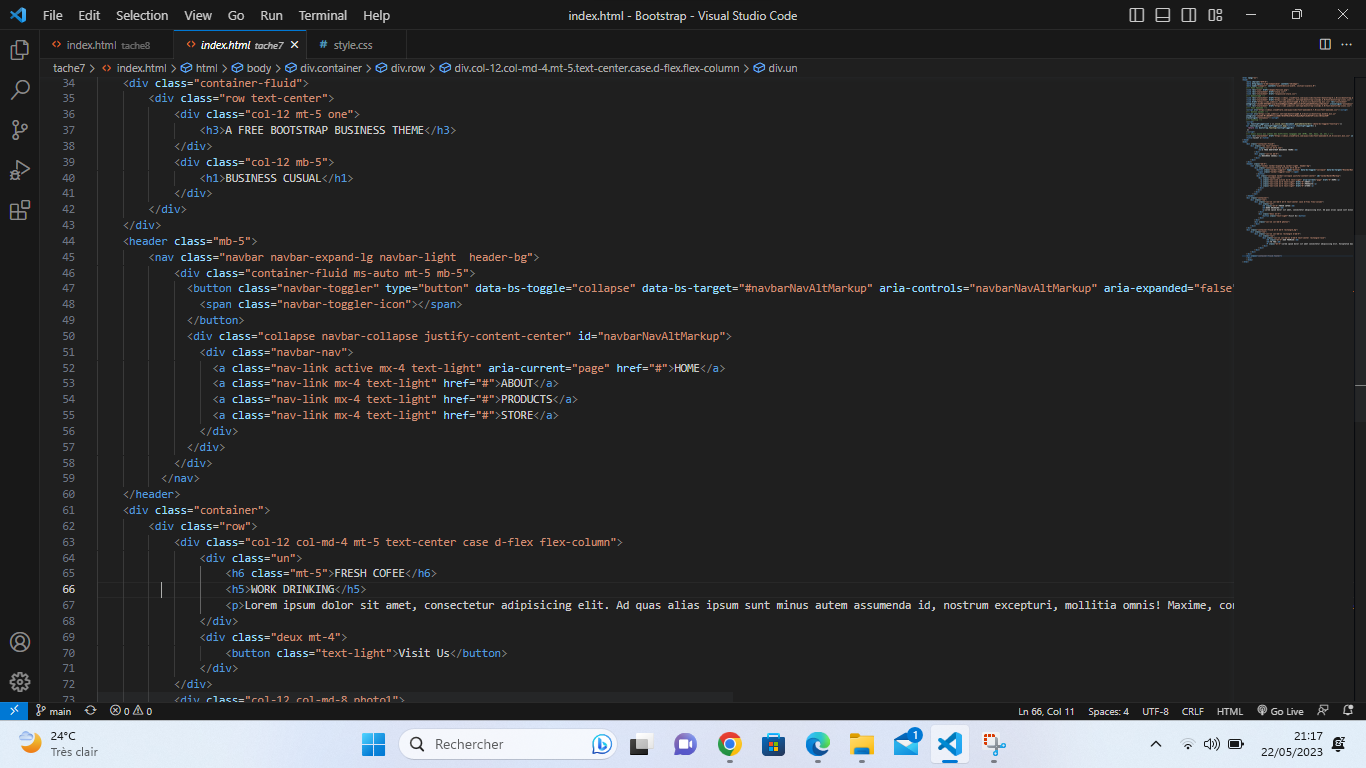 File Edit Selection View Go Run Terminal Help
index.html - Bootstrap - Visual Studio Code
index.html tache8
index.html tache7
# style.css
tache7 > index.html > html > body > div.container > div.row > div.col-12.col-md-4.mt-5.text-center.case.d-flex.flex-column > div.un
34 <div class="container-fluid">
35 <div class="row text-center">
36 <div class="col-12 mt-5 one">
37 <h3>A FREE BOOTSTRAP BUSINESS THEME</h3>
38 </div>
39 <div class="col-12 mb-5">
40 <h1>BUSINESS CUSUAL</h1>
41 </div>
42 </div>
43 </div>
44 <header class="mb-5">
45 <nav class="navbar navbar-expand-lg navbar-light  header-bg">
46 <div class="container-fluid ms-auto mt-5 mb-5">
47 <button class="navbar-toggler" type="button" data-bs-toggle="collapse" data-bs-target="#navbarNavAltMarkup" aria-controls="navbarNavAltMarkup" aria-expanded="false"
48 <span class="navbar-toggler-icon"></span>
49 </button>
50 <div class="collapse navbar-collapse justify-content-center" id="navbarNavAltMarkup">
51 <div class="navbar-nav">
52 <a class="nav-link active mx-4 text-light" aria-current="page" href="#">HOME</a>
53 <a class="nav-link mx-4 text-light" href="#">ABOUT</a>
54 <a class="nav-link mx-4 text-light" href="#">PRODUCTS</a>
55 <a class="nav-link mx-4 text-light" href="#">STORE</a>
56 </div>
57 </div>
58 </div>
59 </nav>
60 </header>
61 <div class="container">
62 <div class="row">
63 <div class="col-12 col-md-4 mt-5 text-center case d-flex flex-column">
64 <div class="un">
65 <h6 class="mt-5">FRESH COFEE</h6>
66 <h5>WORK DRINKING</h5>
67 <p>Lorem ipsum dolor sit amet, consectetur adipisicing elit. Ad quas alias ipsum sunt minus autem assumenda id, nostrum excepturi, mollitia omnis! Maxime, co
68 </div>
69 <div class="deux mt-4">
70 <button class="text-light">Visit Us</button>
71 </div>
72 </div>
73 <div class="col-12 col-md-8 photo1">
main 0 0 Ln 66, Col 11 Spaces: 4 UTF-8 CRLF HTML Go Live
24°C
Très clair
Rechercher
1
21:17
22/05/2023